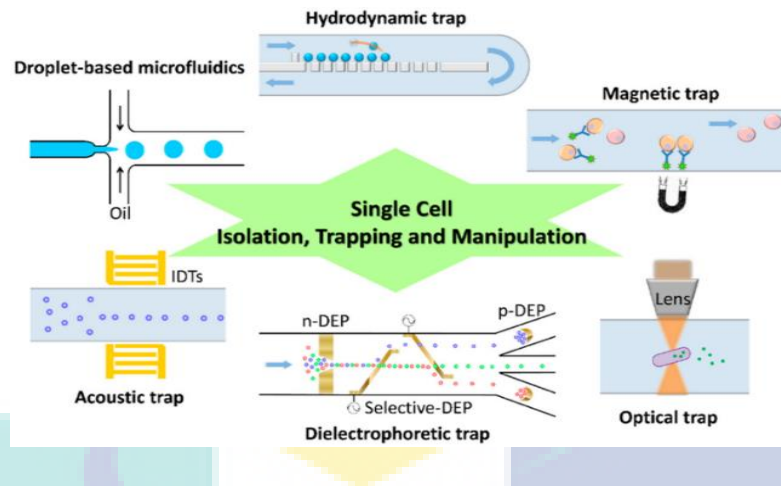 Hydrodynamic trap
Droplet-based microfluidics
Magnetic trap
Oil
Single Cell
Isolation, Trapping and Manipulation
IDTs
Acoustic trap
n-DEP
p-DEP
Selective-DEP
Dielectrophoretic trap
Lens
Optical trap